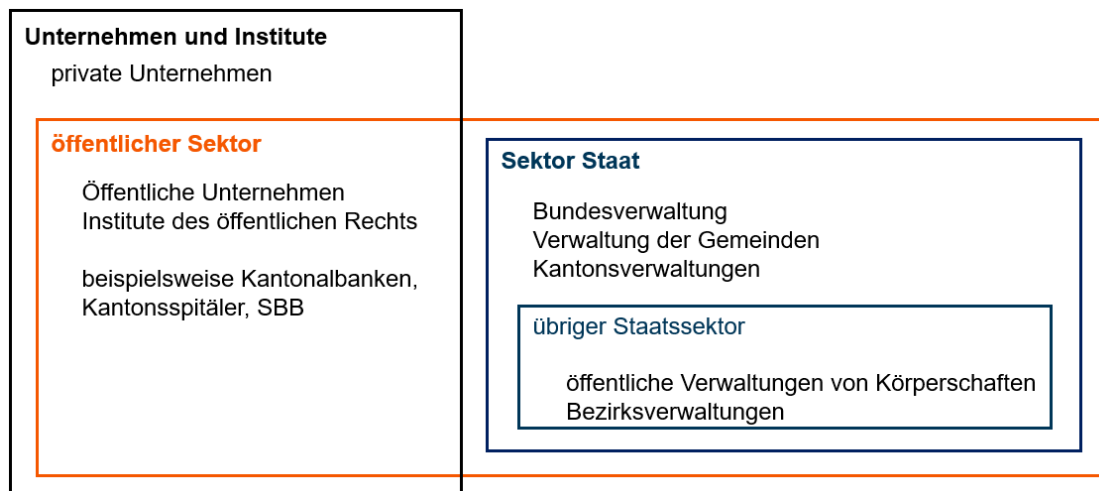 Unternehmen und Institute
private Unternehmen
öffentlicher Sektor
Öffentliche Unternehmen
Institute des öffentlichen Rechts
beispielsweise Kantonalbanken,
Kantonsspitäler, SBB
Sektor Staat
Bundesverwaltung
Verwaltung der Gemeinden
Kantonsverwaltungen
übriger Staatssektor
öffentliche Verwaltungen von Körperschaften
Bezirksverwaltungen